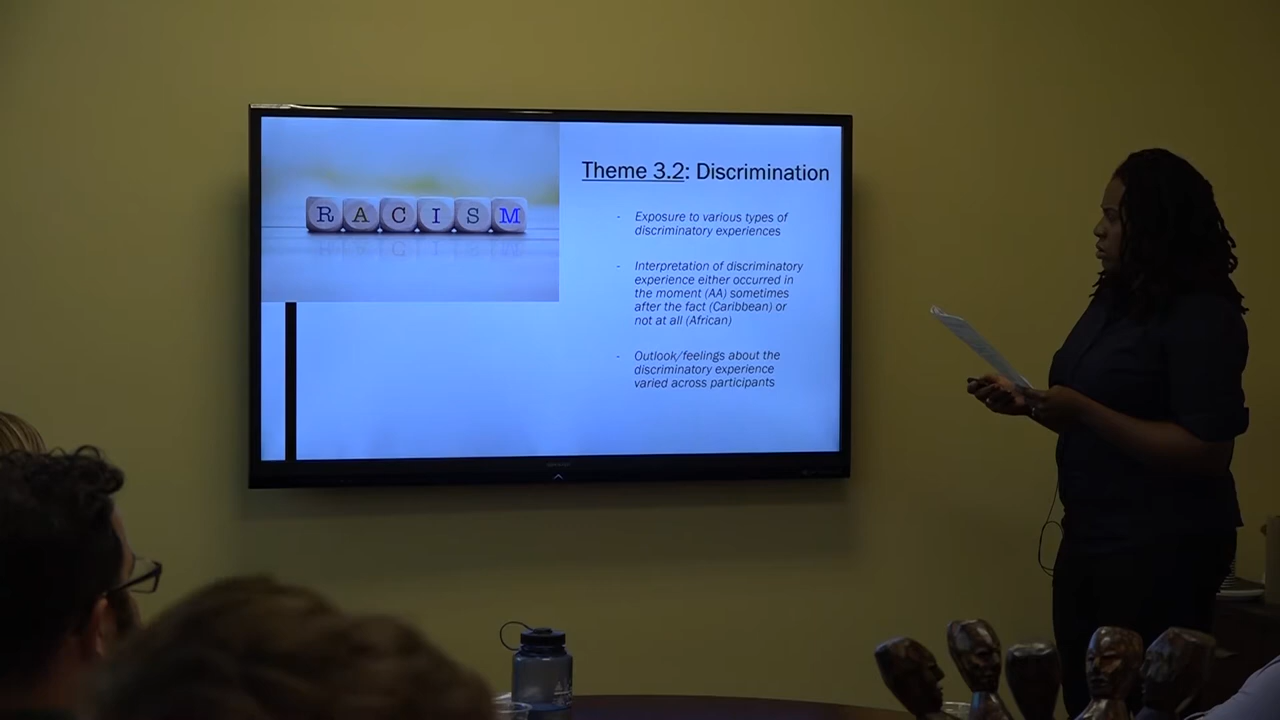 RACISM
Theme 3.2: Discrimination
- Exposure to various types of
discriminatory experiences
- Interpretation of discriminatory
experience either occurred in
the moment (AA) sometimes
after the fact (Caribbean) or
not at all (African)
- Outlook/feelings about the
discriminatory experience
varied across participants